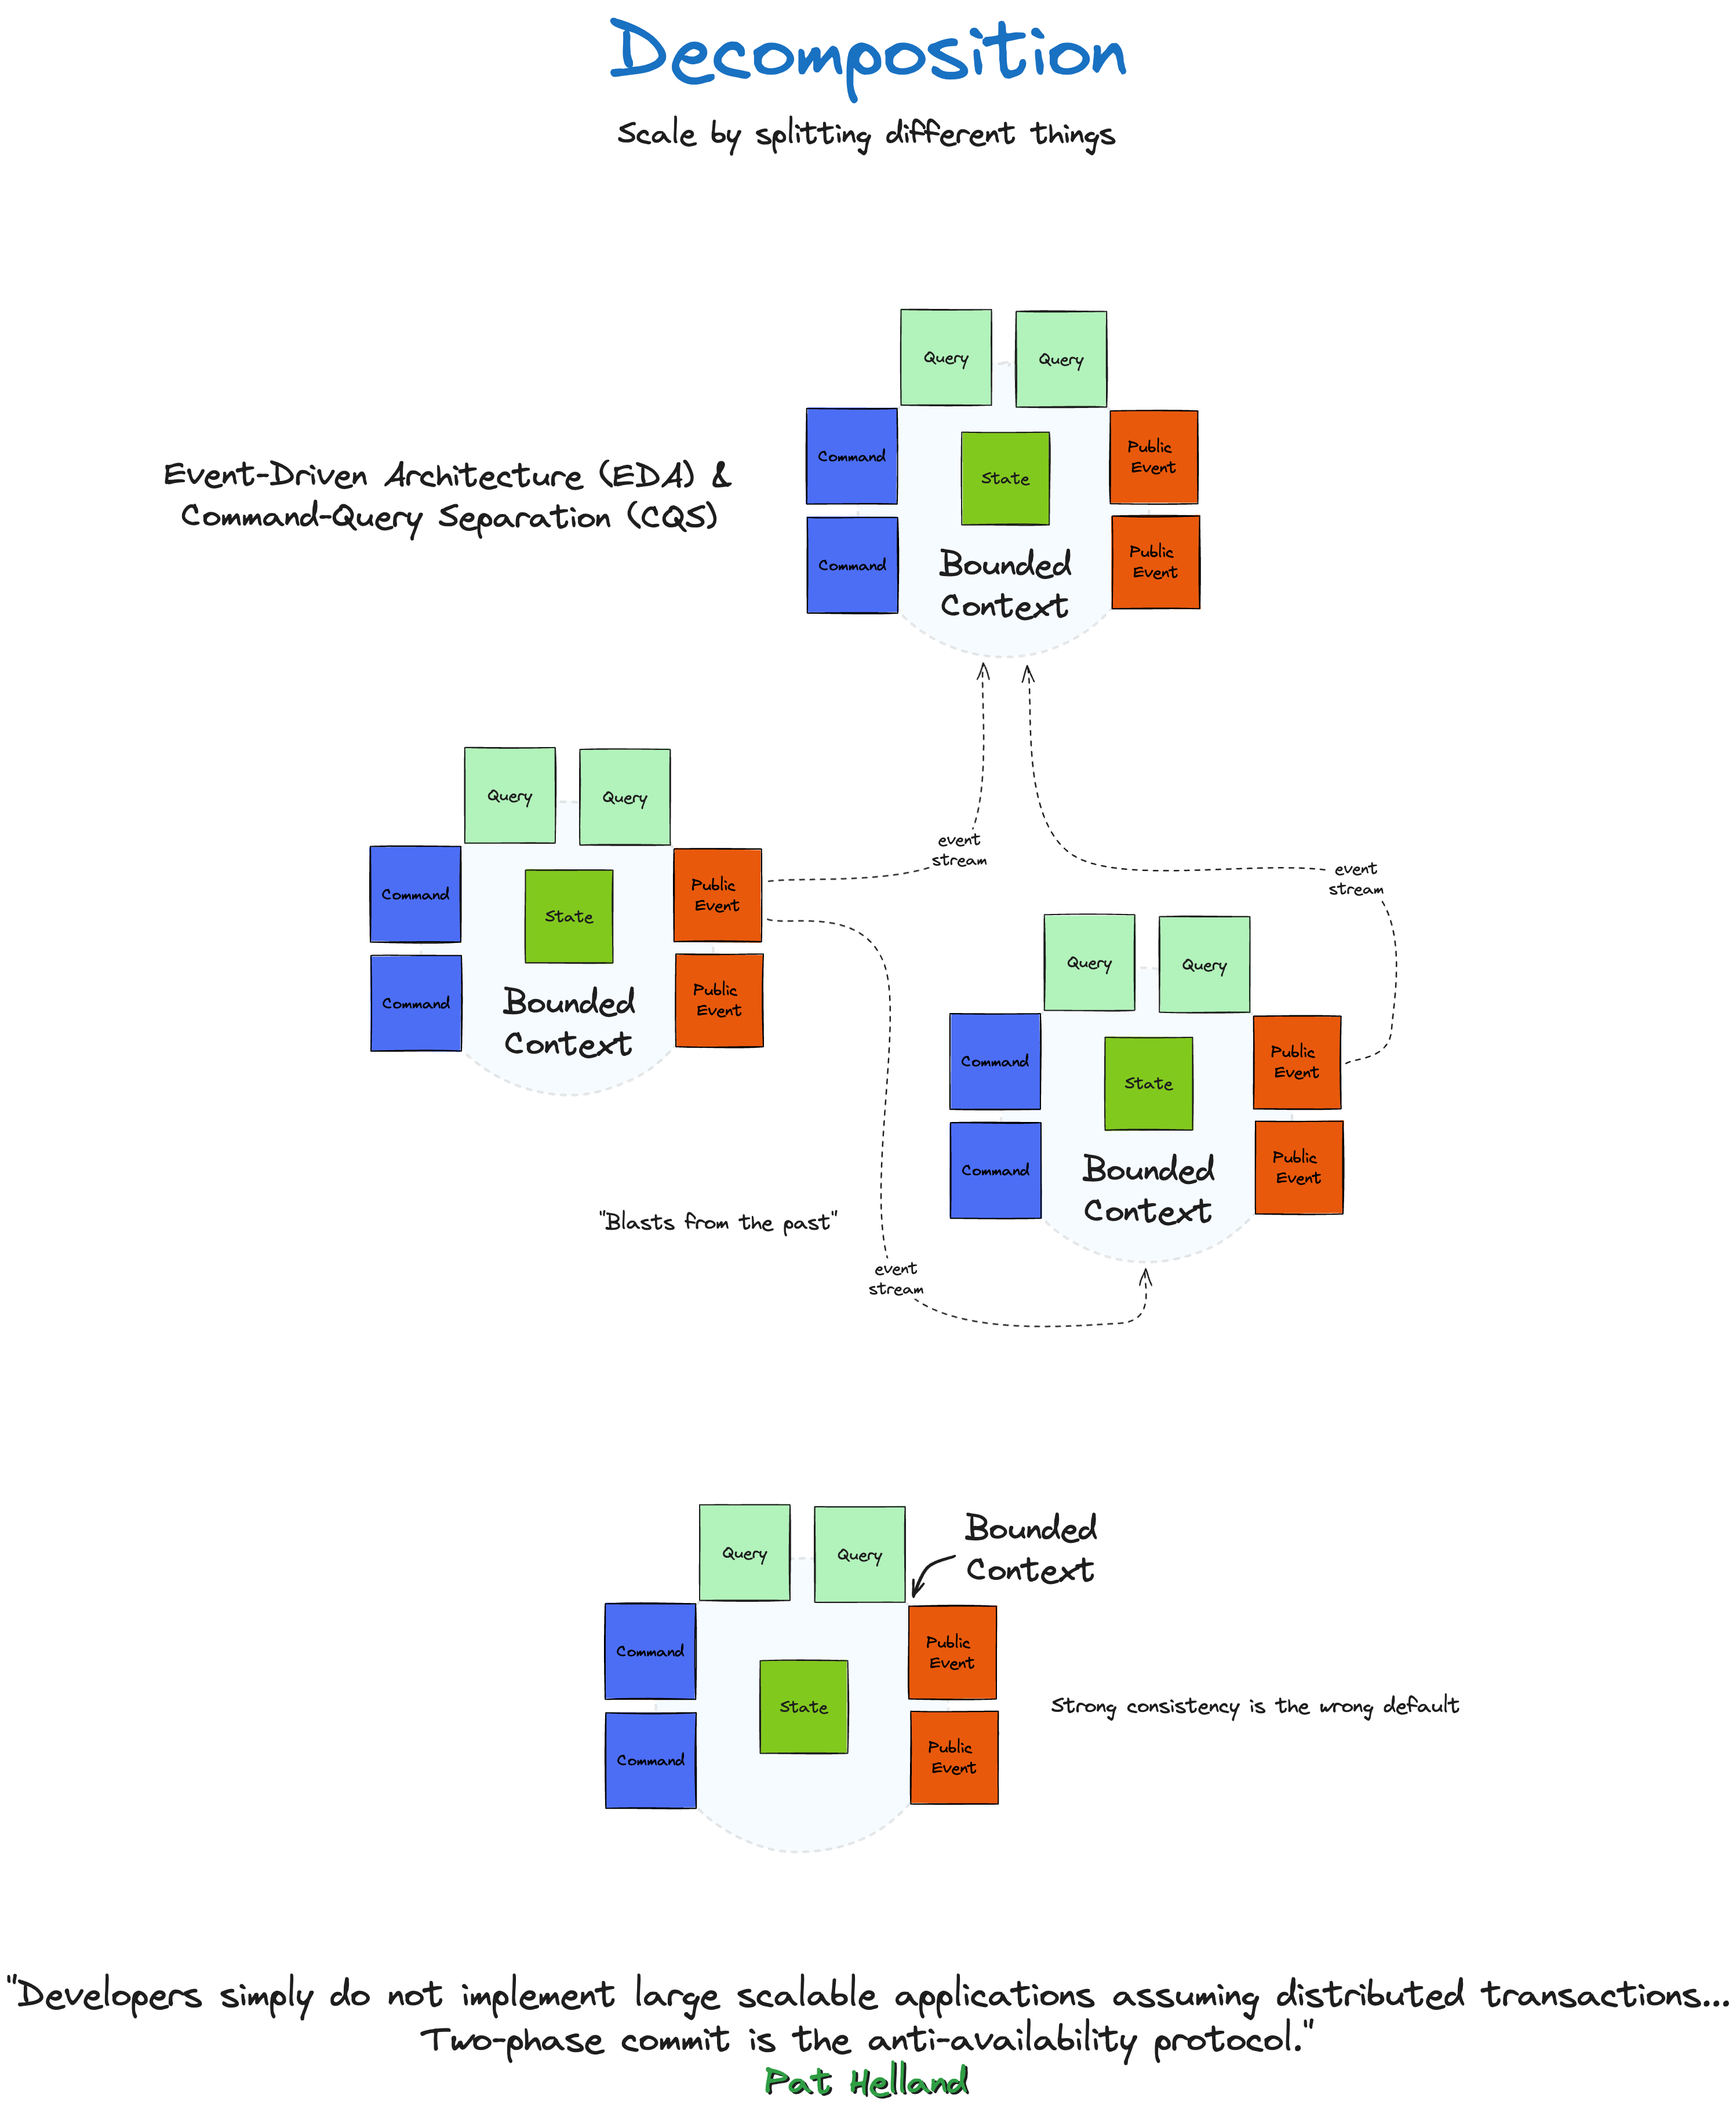 Decomposition
Scale by splitting different things
Query
Query
Command
Public
Event
Event-Driven Architecture (EDA) &
Command-Query Separation (CQS)
State
Command
Public
Event
Bounded
Context
Query
Query
event
stream
event
stream
Command
Public
Event
State
Command
Public
Event
Bounded
Context
Query
Query
Command
Public
Event
State
Command
Public
Event
Bounded
Context
"Blasts from the past"
event
stream
Query
Query
Bounded
Context
Command
Public
Event
State
Strong consistency is the wrong default
Command
Public
Event
"Developers simply do not implement large scalable applications assuming distributed transactions...
Two-phase commit is the anti-availability protocol."
Pat Helland